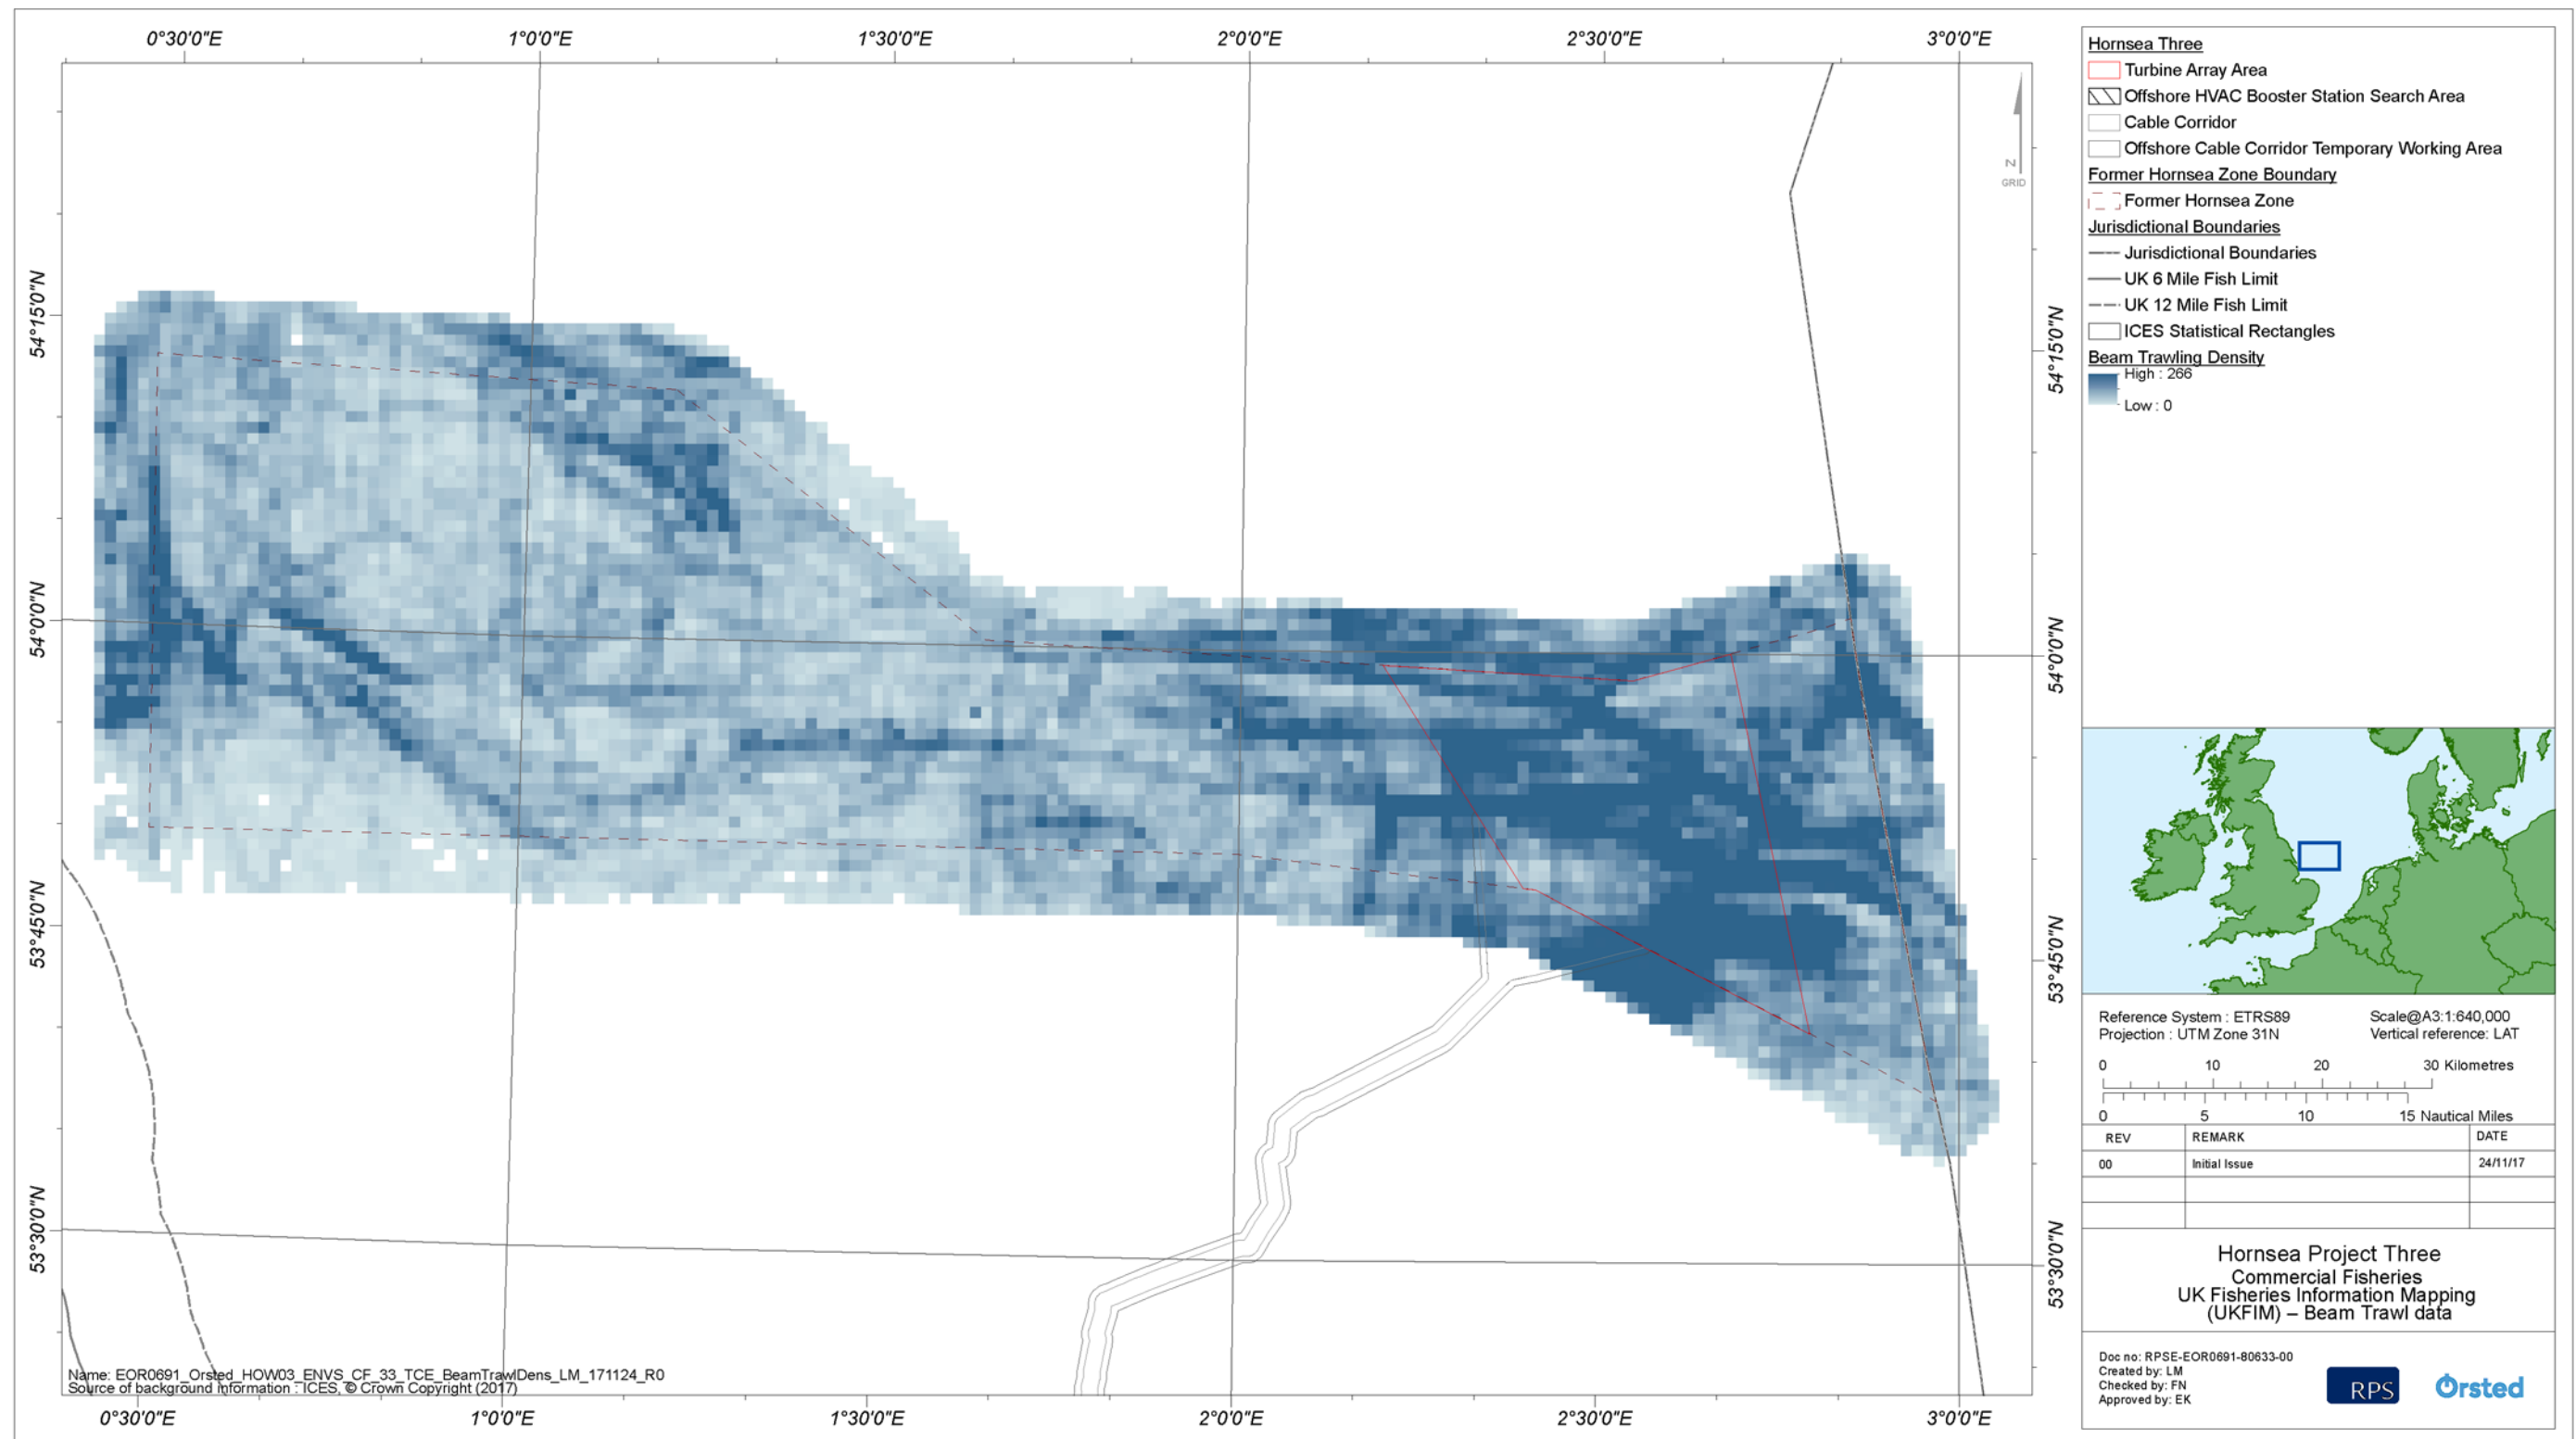 0°30'0"E 1°0'0"E 1°30'0"E 2°0'0"E 2°30'0"E 3°0'0"E
54°15'0"N
54°0'0"N
53°45'0"N
53°30'0"N
N
GRID
54°15'0"N
54°0'0"N
53°45'0"N
53°30'0"N
Name: EOR0691_Orsted_HOW03_ENVS_CF_33_TCE_BeamTrawlDens_LM_171124_R0
Source of background information : ICES, © Crown Copyright (2017)
0°30'0"E 1°0'0"E 1°30'0"E 2°0'0"E 2°30'0"E 3°0'0"E
Hornsea Three
Turbine Array Area
Offshore HVAC Booster Station Search Area
Cable Corridor
Offshore Cable Corridor Temporary Working Area
Former Hornsea Zone Boundary
Former Hornsea Zone
Jurisdictional Boundaries
Jurisdictional Boundaries
UK 6 Mile Fish Limit
UK 12 Mile Fish Limit
ICES Statistical Rectangles
Beam Trawling Density
High : 266
Low : 0
Reference System : ETRS89 Scale@A3:1:640,000
Projection : UTM Zone 31N Vertical reference: LAT
0 10 20 30 Kilometres
0 5 10 15 Nautical Miles
REV REMARK DATE
00 Initial Issue 24/11/17
Hornsea Project Three
Commercial Fisheries
UK Fisheries Information Mapping
(UKFIM) – Beam Trawl data
Doc no: RPSE-EOR0691-80633-00
Created by: LM
Checked by: FN
Approved by: EK
RPS
Ørsted